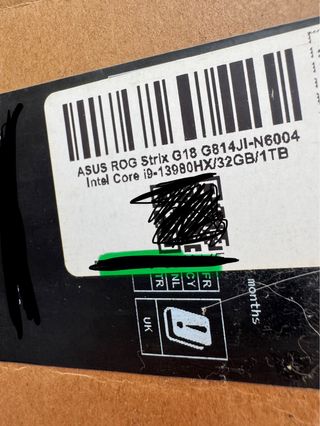 ASUS ROG Strix G18 G814JI-N6004
Intel Core i9-13980HX/32GB/1TB
FR
CY
NL
TR
UK
months